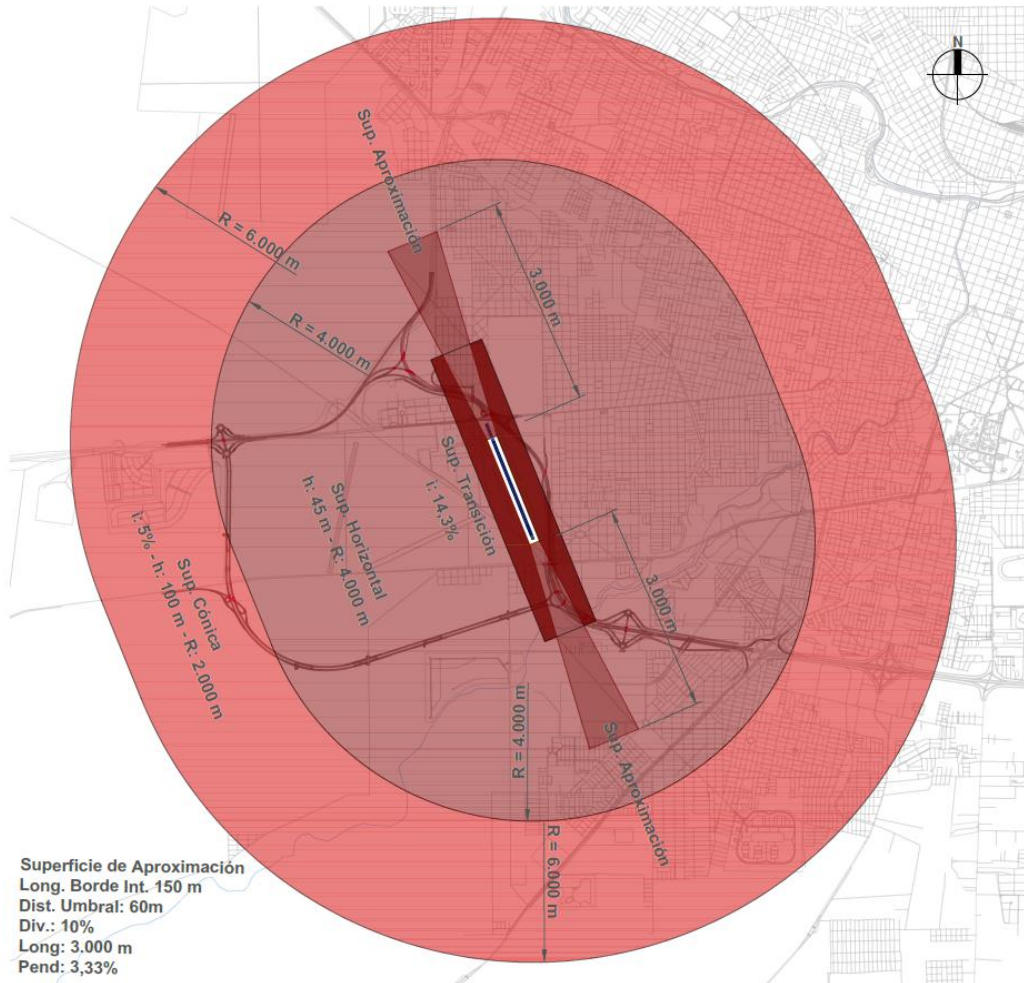 N
Sup. Aproximación
R = 6.000 m
3.000 m
R = 4.000 m
Sup. Transición
i: 14,3%
Sup. Horizontal
h: 45 m - R: 4.000 m
3.000 m
Sup. Cónica
i: 5% - h: 100 m - R: 2.000 m
R = 4.000 m
Sup. Aproximación
R = 6.000 m
Superficie de Aproximación
Long. Borde Int. 150 m
Dist. Umbral: 60m
Div.: 10%
Long: 3.000 m
Pend: 3,33%